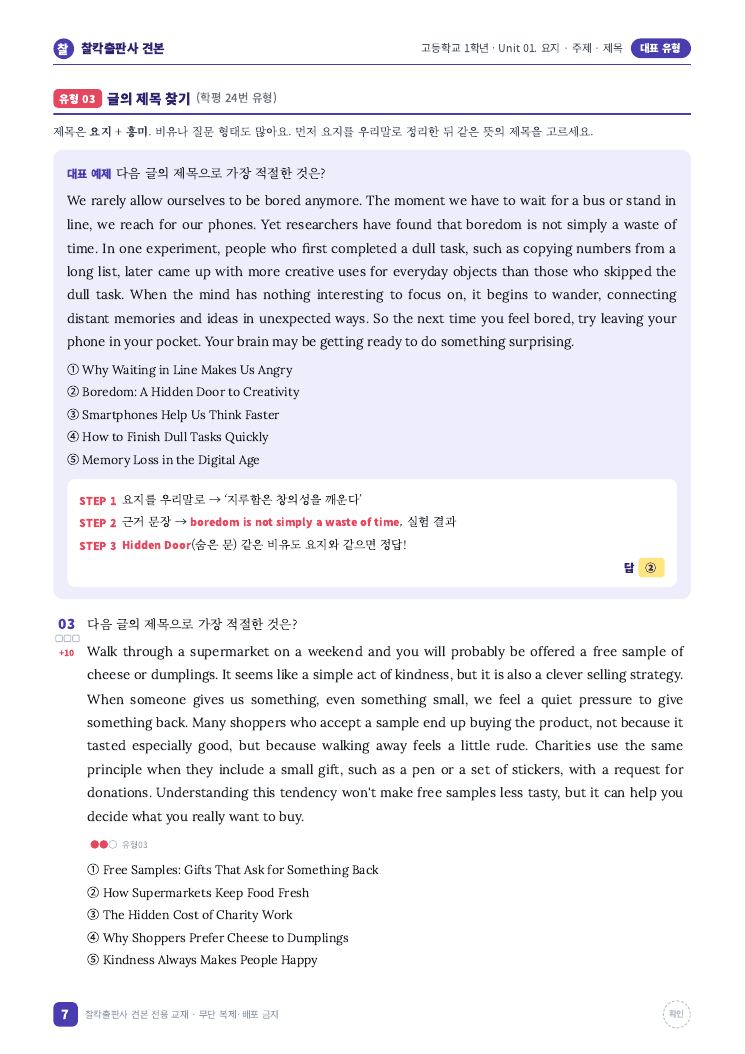 찰 찰칵출판사 견본
고등학교 1학년 · Unit 01. 요지 · 주제 · 제목 대표 유형
유형 03 글의 제목 찾기 (학평 24번 유형)
제목은 요지 + 흥미. 비유나 질문 형태도 많아요. 먼저 요지를 우리말로 정리한 뒤 같은 뜻의 제목을 고르세요.
대표 예제 다음 글의 제목으로 가장 적절한 것은?
We rarely allow ourselves to be bored anymore. The moment we have to wait for a bus or stand in
line, we reach for our phones. Yet researchers have found that boredom is not simply a waste of
time. In one experiment, people who first completed a dull task, such as copying numbers from a
long list, later came up with more creative uses for everyday objects than those who skipped the
dull task. When the mind has nothing interesting to focus on, it begins to wander, connecting
distant memories and ideas in unexpected ways. So the next time you feel bored, try leaving your
phone in your pocket. Your brain may be getting ready to do something surprising.
① Why Waiting in Line Makes Us Angry
② Boredom: A Hidden Door to Creativity
③ Smartphones Help Us Think Faster
④ How to Finish Dull Tasks Quickly
⑤ Memory Loss in the Digital Age
STEP 1 요지를 우리말로 → ‘지루함은 창의성을 깨운다’
STEP 2 근거 문장 → boredom is not simply a waste of time, 실험 결과
STEP 3 Hidden Door(숨은 문) 같은 비유도 요지와 같으면 정답!
답 ②
03 다음 글의 제목으로 가장 적절한 것은?
+10
Walk through a supermarket on a weekend and you will probably be offered a free sample of
cheese or dumplings. It seems like a simple act of kindness, but it is also a clever selling strategy.
When someone gives us something, even something small, we feel a quiet pressure to give
something back. Many shoppers who accept a sample end up buying the product, not because it
tasted especially good, but because walking away feels a little rude. Charities use the same
principle when they include a small gift, such as a pen or a set of stickers, with a request for
donations. Understanding this tendency won't make free samples less tasty, but it can help you
decide what you really want to buy.
유형03
① Free Samples: Gifts That Ask for Something Back
② How Supermarkets Keep Food Fresh
③ The Hidden Cost of Charity Work
④ Why Shoppers Prefer Cheese to Dumplings
⑤ Kindness Always Makes People Happy
7 찰칵출판사 견본 전용 교재 · 무단 복제·배포 금지
확인